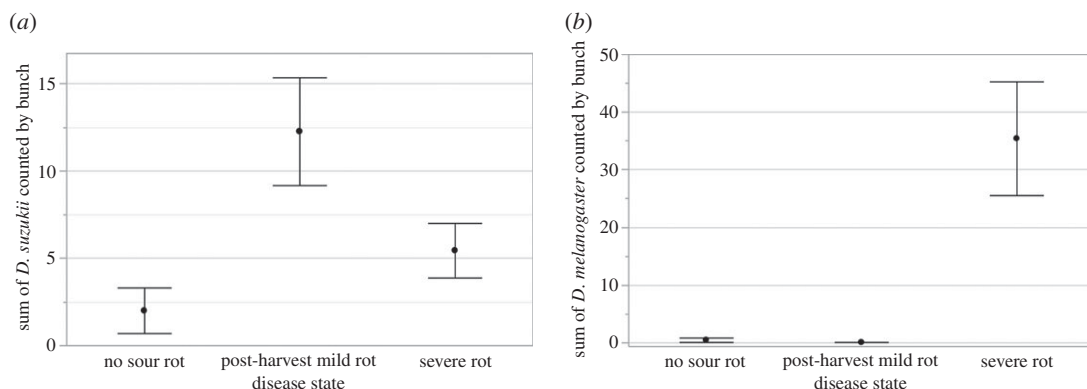 (a)
sum of D. suzukii counted by bunch
15
10
5
0
no sour rot
post-harvest mild rot
severe rot
disease state
(b)
sum of D. melanogaster counted by bunch
50
40
30
20
10
0
no sour rot
post-harvest mild rot
severe rot
disease state